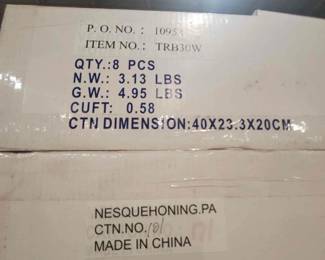 P. O. NO.: 1095
ITEM NO.: TRB30W
QTY.:8 PCS
N.W.: 3.13 LBS
G.W.: 4.95 LBS
CUFT: 0.58
CTN DIMENSION:40X23.3X20CM
NESQUEHONING.PA
CTN.NO.101
MADE IN CHINA